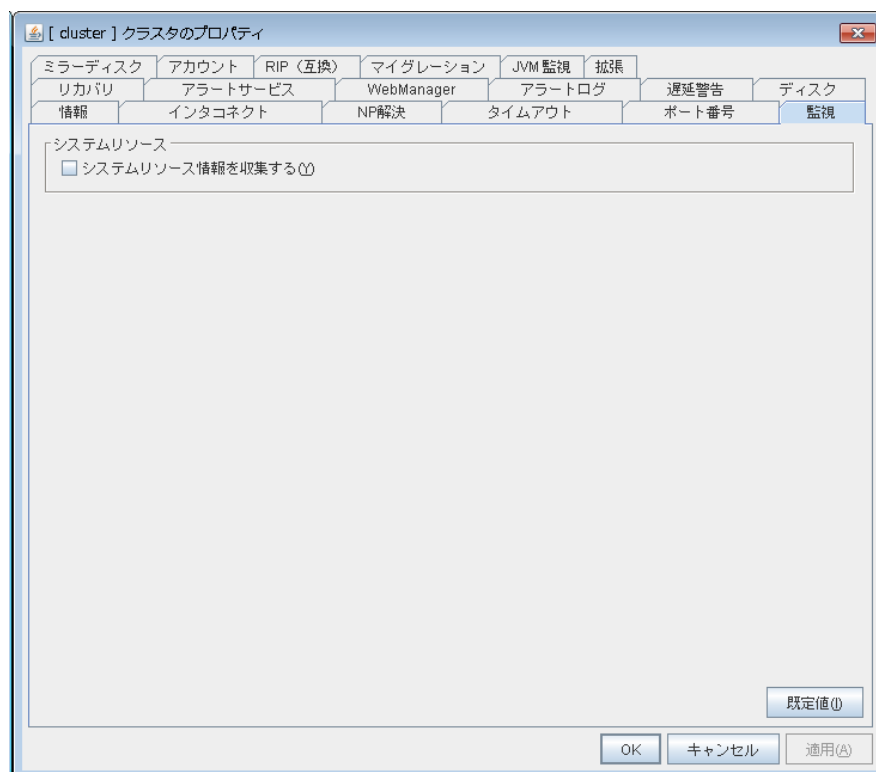 [ cluster ] クラスタのプロパティ
ミラーディスク アカウント RIP（互換） マイグレーション JVM監視 拡張
リカバリ アラートサービス WebManager アラートログ 遅延警告 ディスク
情報 インタコネクト NP解決 タイムアウト ポート番号 監視
システムリソース
システムリソース情報を収集する(Y)
既定値(I)
OK キャンセル 適用(A)